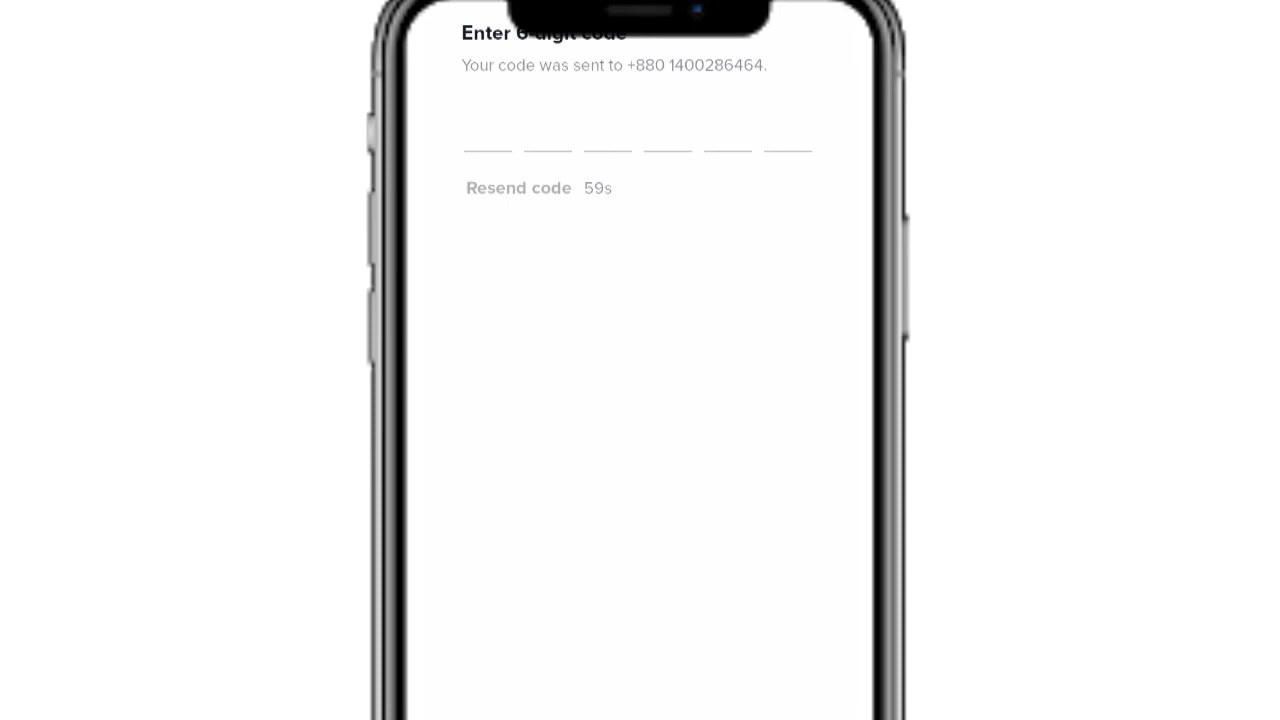 Enter 6-digit code
Your code was sent to +880 1400286464.
Resend code 59s